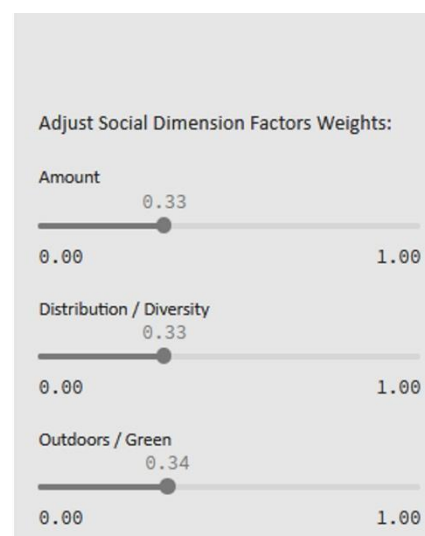 Adjust Social Dimension Factors Weights:
Amount
0.33
0.00 1.00
Distribution / Diversity
0.33
0.00 1.00
Outdoors / Green
0.34
0.00 1.00